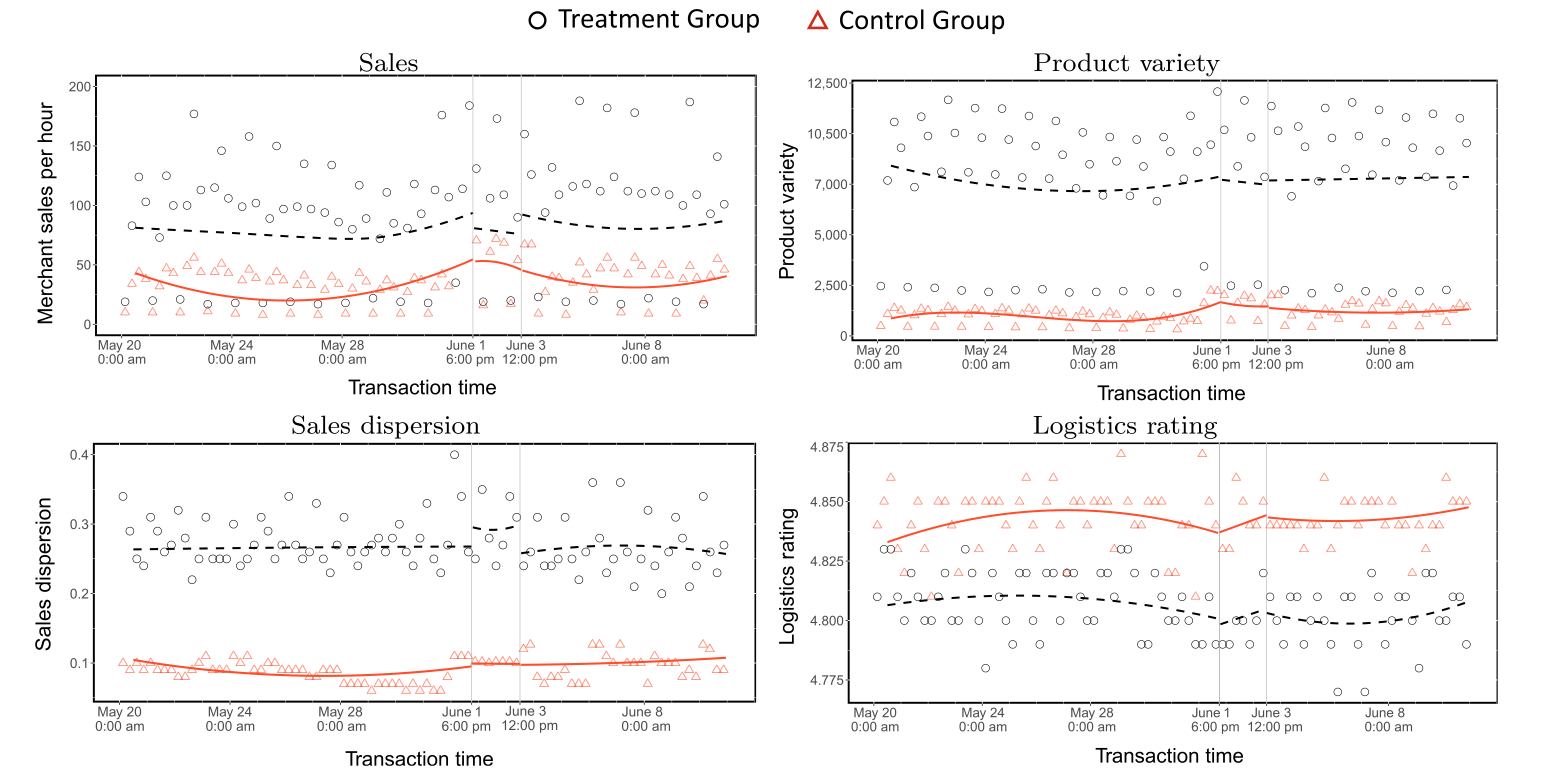 Treatment Group
Control Group
Sales
Merchant sales per hour
200
150
100
50
0
May 20 May 24 May 28 June 1 June 3 June 8
0:00 am 0:00 am 0:00 am 6:00 pm 12:00 pm 0:00 am
Transaction time
Product variety
Product variety
12,500
10,500
7,000
5,000
2,500
0
May 20 May 24 May 28 June 1 June 3 June 8
0:00 am 0:00 am 0:00 am 6:00 pm 12:00 pm 0:00 am
Transaction time
Sales dispersion
Sales dispersion
0.4
0.3
0.2
0.1
May 20 May 24 May 28 June 1 June 3 June 8
0:00 am 0:00 am 0:00 am 6:00 pm 12:00 pm 0:00 am
Transaction time
Logistics rating
Logistics rating
4.875
4.850
4.825
4.800
4.775
May 20 May 24 May 28 June 1 June 3 June 8
0:00 am 0:00 am 0:00 am 6:00 pm 12:00 pm 0:00 am
Transaction time